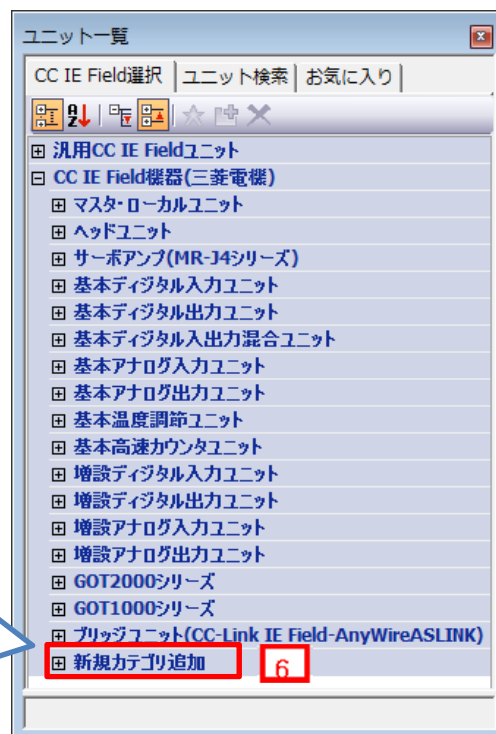 ユニット一覧
CC IE Field選択 ユニット検索 お気に入り
汎用CC IE Fieldユニット
CC IE Field機器(三菱電機)
マスタ・ローカルユニット
ヘッドユニット
サーボアンプ(MR-J4シリーズ)
基本ディジタル入力ユニット
基本ディジタル出力ユニット
基本ディジタル入出力混合ユニット
基本アナログ入力ユニット
基本アナログ出力ユニット
基本温度調節ユニット
基本高速カウンタユニット
増設ディジタル入力ユニット
増設ディジタル出力ユニット
増設アナログ入力ユニット
増設アナログ出力ユニット
GOT2000シリーズ
GOT1000シリーズ
ブリッジユニット(CC-Link IE Field-AnyWireASLINK)
新規カテゴリ追加 6